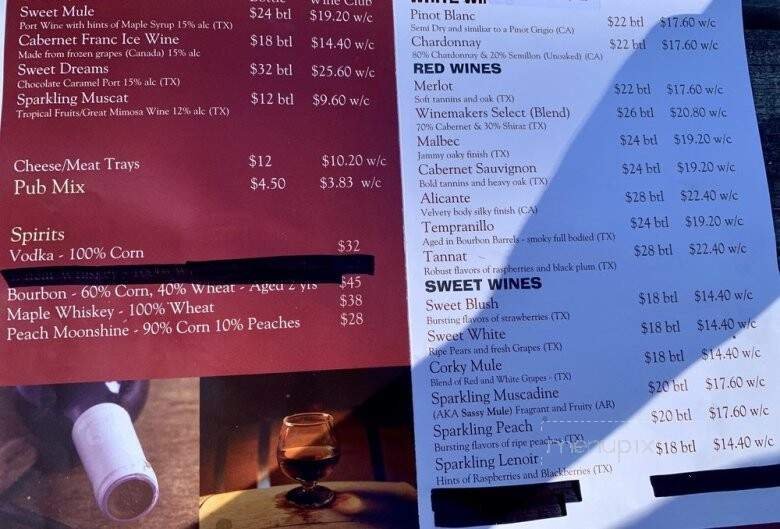 Bottle Wine Club
Sweet Mule $24 btl $19.20 w/c
Port Wine with hints of Maple Syrup 15% alc (TX)
Cabernet Franc Ice Wine $18 btl $14.40 w/c
Made from frozen grapes (Canada) 15% alc
Sweet Dreams $32 btl $25.60 w/c
Chocolate Caramel Port 15% alc (TX)
Sparkling Muscat $12 btl $9.60 w/c
Tropical Fruits/Great Mimosa Wine 12% alc (TX)
Cheese/Meat Trays $12 $10.20 w/c
Pub Mix $4.50 $3.83 w/c
Spirits
Vodka - 100% Corn $32
Bourbon - 60% Corn, 40% Wheat - Aged 2 yrs $45
Maple Whiskey - 100% Wheat $38
Peach Moonshine - 90% Corn 10% Peaches $28
WHITE WI
Pinot Blanc $22 btl $17.60 w/c
Semi Dry and similiar to a Pinot Grigio (CA)
Chardonnay $22 btl $17.60 w/c
80% Chardonnay & 20% Semillon (Unoaked) (CA)
RED WINES
Merlot $22 btl $17.60 w/c
Soft tannins and oak (TX)
Winemakers Select (Blend) $26 btl $20.80 w/c
70% Cabernet & 30% Shiraz (TX)
Malbec $24 btl $19.20 w/c
Jammy oaky finish (TX)
Cabernet Sauvignon $24 btl $19.20 w/c
Bold tannins and heavy oak (TX)
Alicante $28 btl $22.40 w/c
Velvety body silky finish (CA)
Tempranillo $24 btl $19.20 w/c
Aged in Bourbon Barrels - smoky full bodied (TX)
Tannat $28 btl $22.40 w/c
Robust flavors of raspberries and black plum (TX)
SWEET WINES
Sweet Blush $18 btl $14.40 w/c
Bursting flavors of strawberries (TX)
Sweet White $18 btl $14.40 w/c
Ripe Pears and fresh Grapes (TX)
Corky Mule $18 btl $14.40 w/c
Blend of Red and White Grapes - (TX)
Sparkling Muscadine $20 btl $17.60 w/c
(AKA Sassy Mule) Fragrant and Fruity (AR)
Sparkling Peach $20 btl $17.60 w/c
Bursting flavors of ripe peaches (TX)
Sparkling Lenoir $18 btl $14.40 w/c
Hints of Raspberries and Blackberries (TX)
menupix